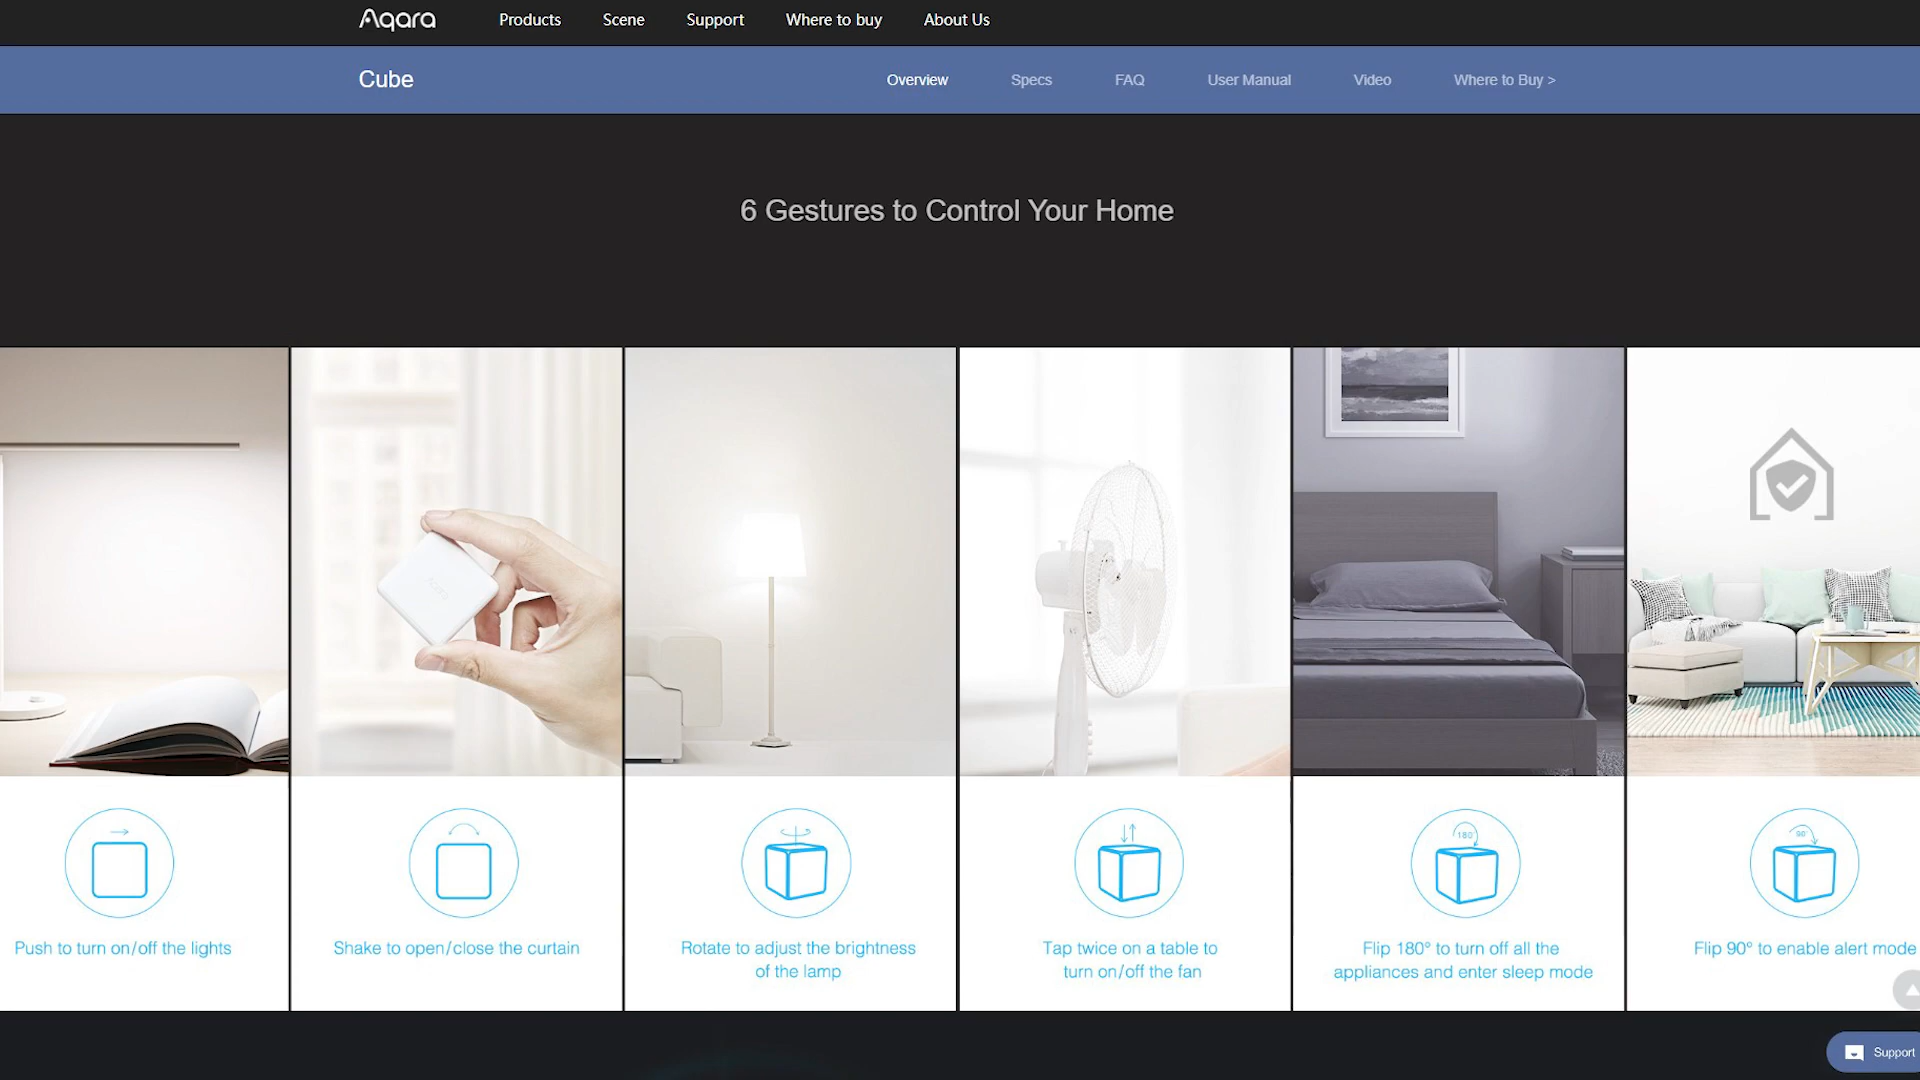 Aqara
Products
Scene
Support
Where to buy
About Us
Cube
Overview
Specs
FAQ
User Manual
Video
Where to Buy >
6 Gestures to Control Your Home
180°
90°
Push to turn on/off the lights
Shake to open/close the curtain
Rotate to adjust the brightness
of the lamp
Tap twice on a table to
turn on/off the fan
Flip 180° to turn off all the
appliances and enter sleep mode
Flip 90° to enable alert mode
Support